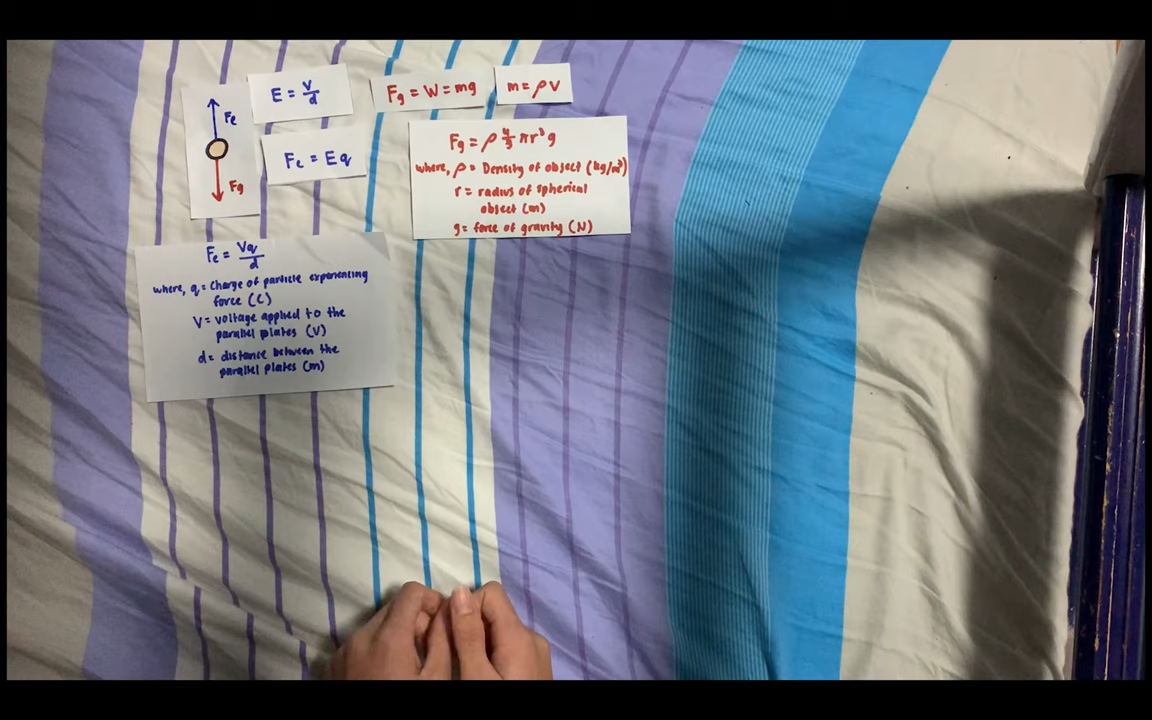 Fe
Fg
E = V/d
Fe = Eq
Fg = W = mg
m = ρV
Fg = ρ 4/3 πr³g
where, ρ = Density of object (kg/m³)
r = radius of spherical
object (m)
g = force of gravity (N)
Fe = Vq/d
where, q = Charge of particle experiencing
force (C)
V = voltage applied to the
parallel plates (V)
d = distance between the
parallel plates (m)